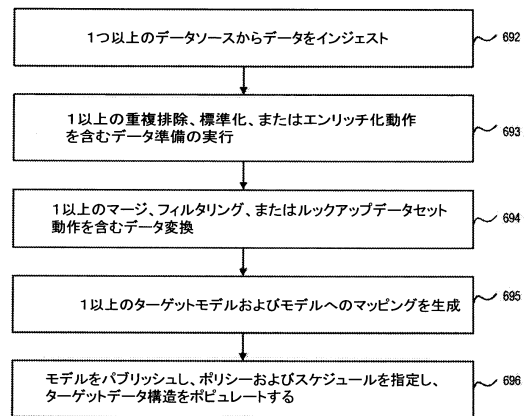 1つ以上のデータソースからデータをインジェスト
692
1以上の重複排除、標準化、またはエンリッチ化動作
を含むデータ準備の実行
693
1以上のマージ、フィルタリング、またはルックアップデータセット
動作を含むデータ変換
694
1以上のターゲットモデルおよびモデルへのマッピングを生成
695
モデルをパブリッシュし、ポリシーおよびスケジュールを指定し、
ターゲットデータ構造をポピュレートする
696